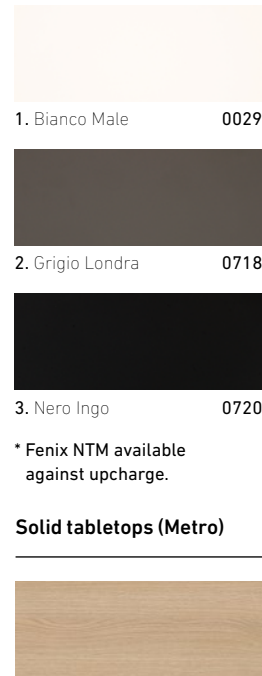 1. Bianco Male 0029
2. Grigio Londra 0718
3. Nero Ingo 0720
* Fenix NTM available
against upcharge.
Solid tabletops (Metro)